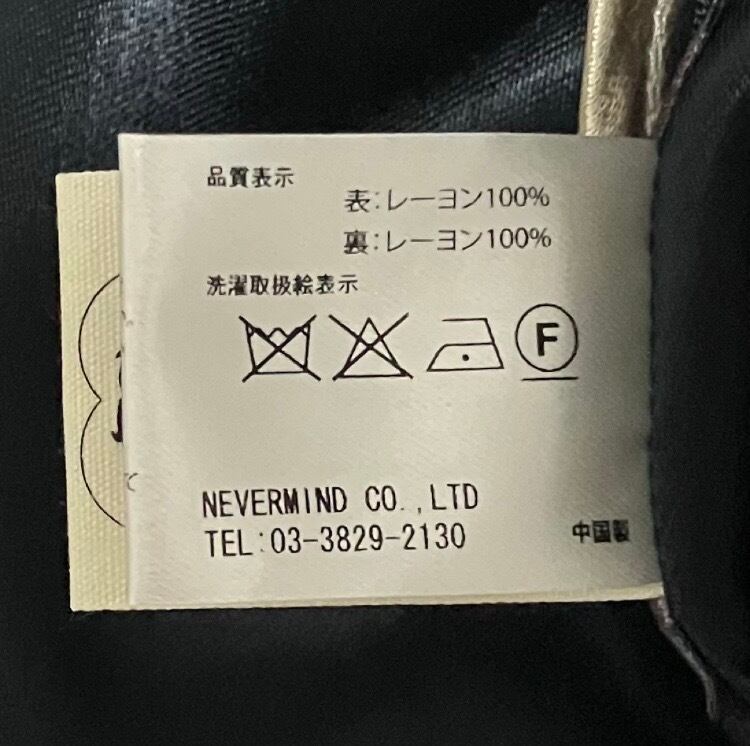 品質表示
表:レーヨン100%
裏:レーヨン100%
洗濯取扱絵表示
F
NEVERMIND CO.,LTD
TEL:03-3829-2130
中国製